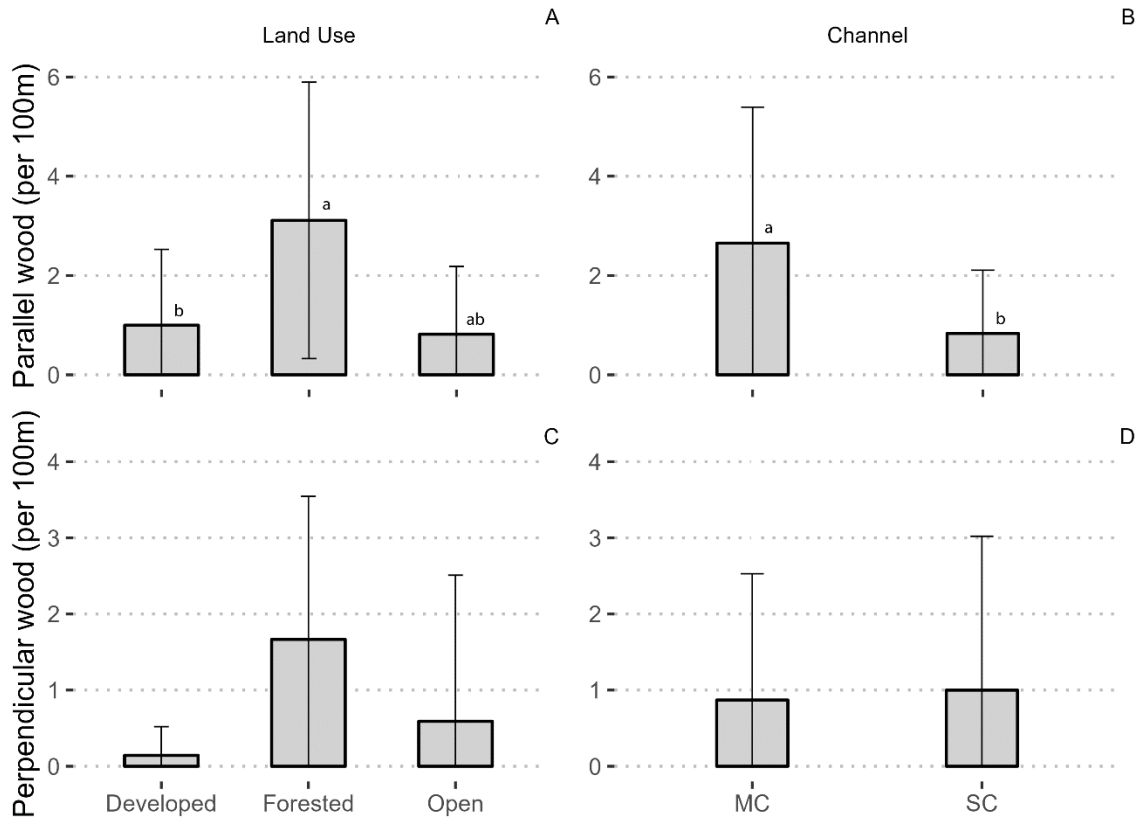 A
B
Land Use
Channel
Parallel wood (per 100m)
6
4
2
0
b
a
ab
6
4
2
0
a
b
C
D
Perpendicular wood (per 100m)
4
3
2
1
0
4
3
2
1
0
Developed
Forested
Open
MC
SC